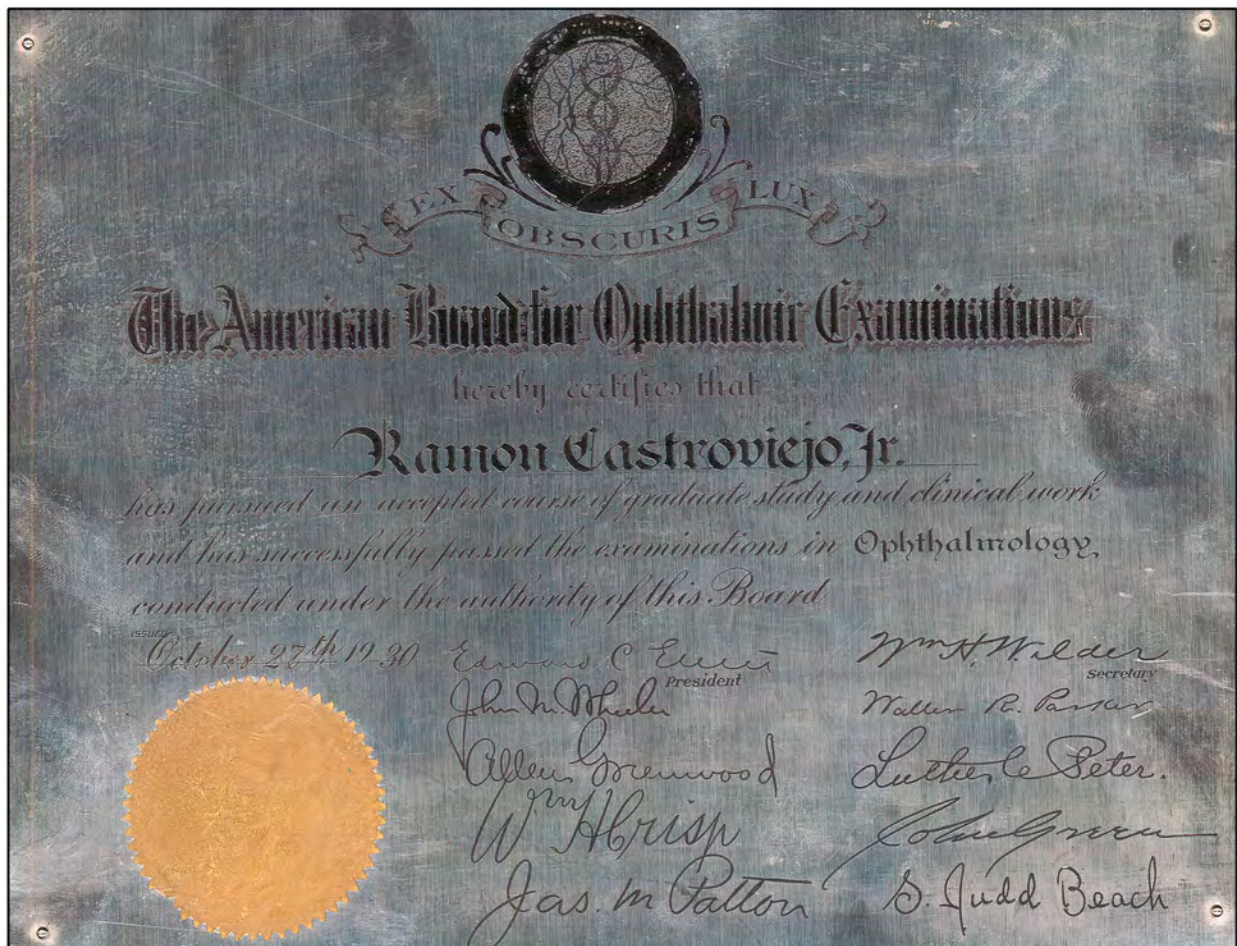 EX OBSCURIS LUX
The American Board for Ophthalmic Examinations
hereby certifies that
Ramon Castroviejo, Jr.
has pursued an accepted course of graduate study and clinical work
and has successfully passed the examinations in Ophthalmology,
conducted under the authority of this Board
ISSUED
October 27th 1930
Edward C Ellett
President
Wm H. Wilder
Secretary
John M. Wheeler
Walter R. Parker
Allen Greenwood
Luther C Peter.
Wm H Crisp
John Green
Jas. M Patton
S. Judd Beach